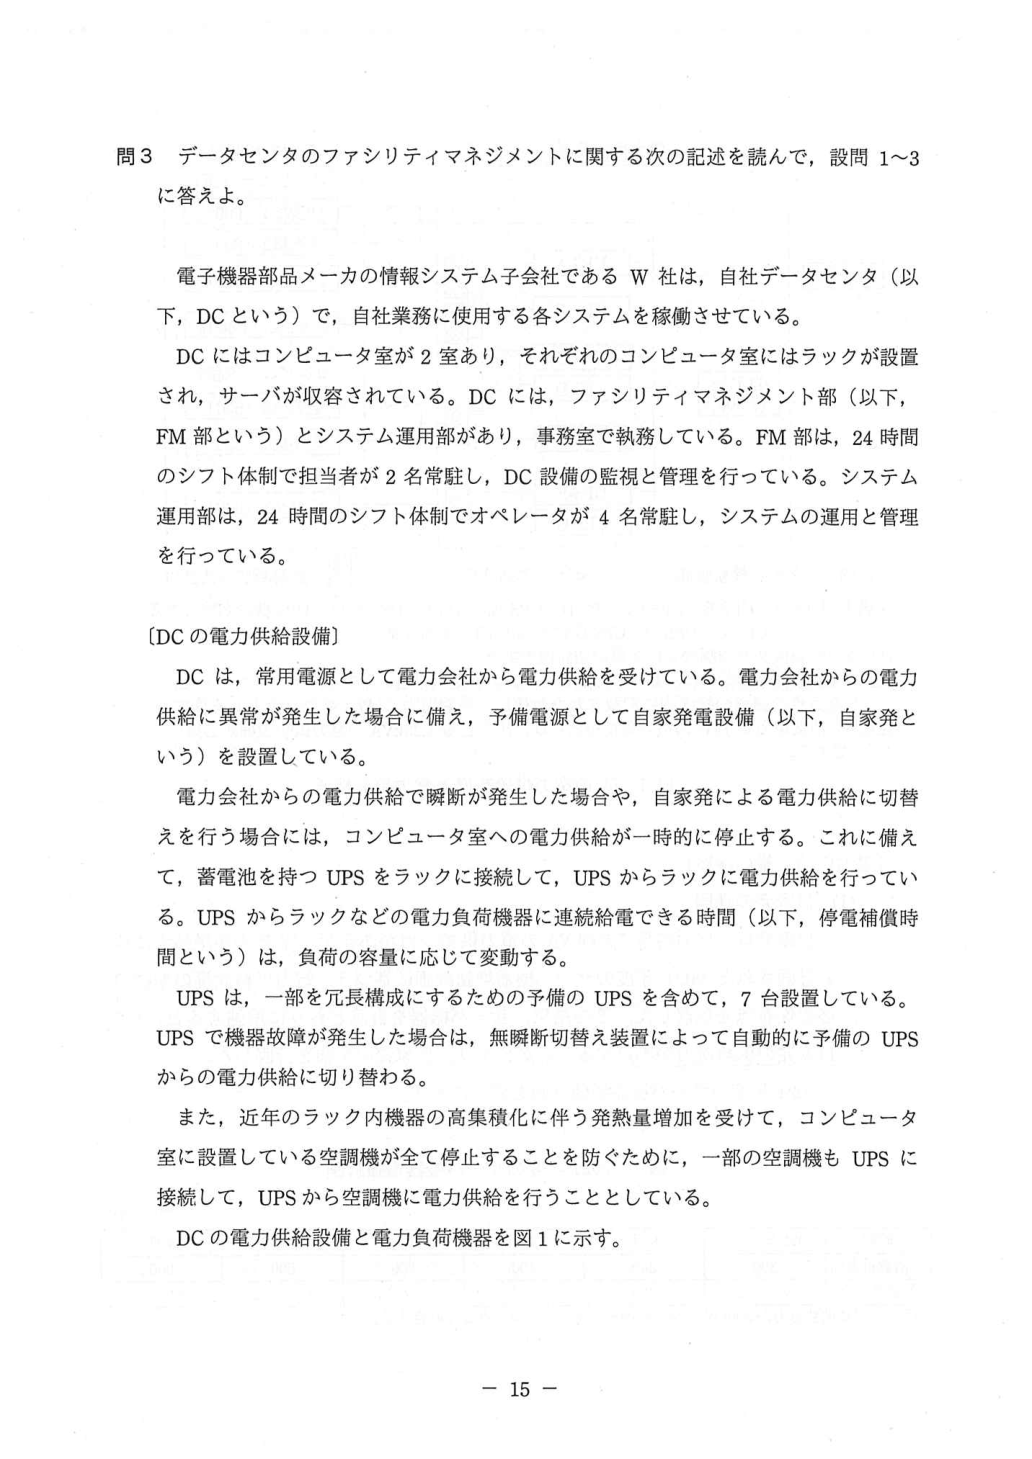 問3　データセンタのファシリティマネジメントに関する次の記述を読んで，設問 1～3
に答えよ。
電子機器部品メーカの情報システム子会社である W 社は，自社データセンタ（以
下，DC という）で，自社業務に使用する各システムを稼働させている。
DC にはコンピュータ室が 2 室あり，それぞれのコンピュータ室にはラックが設置
され，サーバが収容されている。DC には，ファシリティマネジメント部（以下，
FM 部という）とシステム運用部があり，事務室で執務している。FM 部は，24 時間
のシフト体制で担当者が 2 名常駐し，DC 設備の監視と管理を行っている。システム
運用部は，24 時間のシフト体制でオペレータが 4 名常駐し，システムの運用と管理
を行っている。
〔DC の電力供給設備〕
DC は，常用電源として電力会社から電力供給を受けている。電力会社からの電力
供給に異常が発生した場合に備え，予備電源として自家発電設備（以下，自家発と
いう）を設置している。
電力会社からの電力供給で瞬断が発生した場合や，自家発による電力供給に切替
えを行う場合には，コンピュータ室への電力供給が一時的に停止する。これに備え
て，蓄電池を持つ UPS をラックに接続して，UPS からラックに電力供給を行ってい
る。UPS からラックなどの電力負荷機器に連続給電できる時間（以下，停電補償時
間という）は，負荷の容量に応じて変動する。
UPS は，一部を冗長構成にするための予備の UPS を含めて，7 台設置している。
UPS で機器故障が発生した場合は，無瞬断切替え装置によって自動的に予備の UPS
からの電力供給に切り替わる。
また，近年のラック内機器の高集積化に伴う発熱量増加を受けて，コンピュータ
室に設置している空調機が全て停止することを防ぐために，一部の空調機も UPS に
接続して，UPS から空調機に電力供給を行うこととしている。
DC の電力供給設備と電力負荷機器を図 1 に示す。
－ 15 －